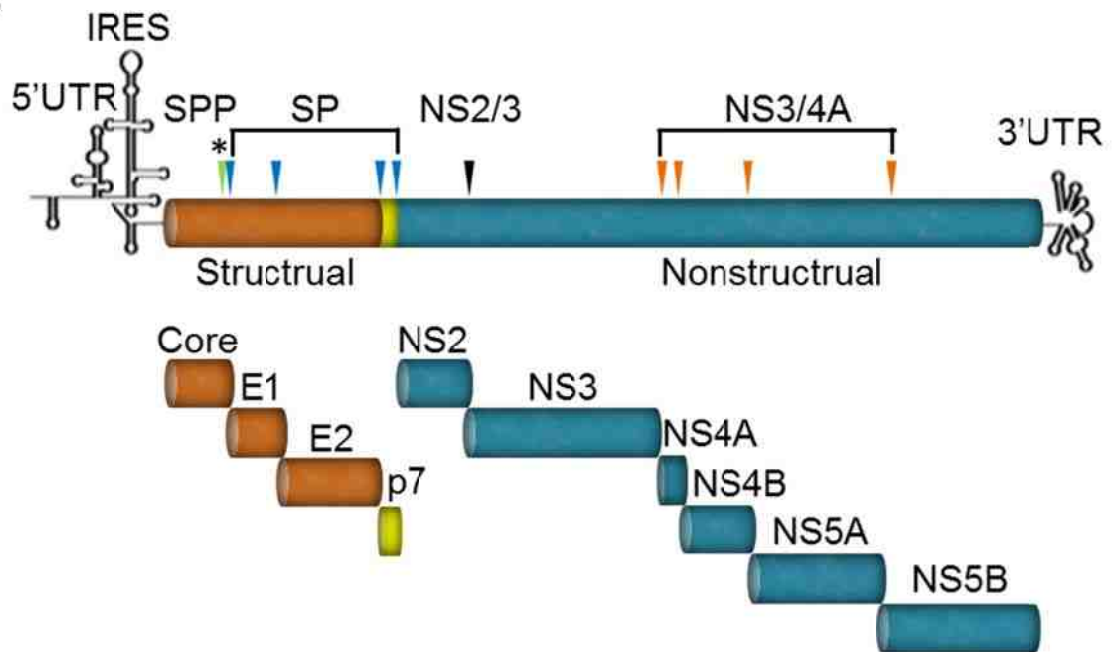 IRES
5'UTR
SPP
SP
NS2/3
NS3/4A
3'UTR
*
Structrual
Nonstructrual
Core
NS2
E1
NS3
E2
NS4A
p7
NS4B
NS5A
NS5B